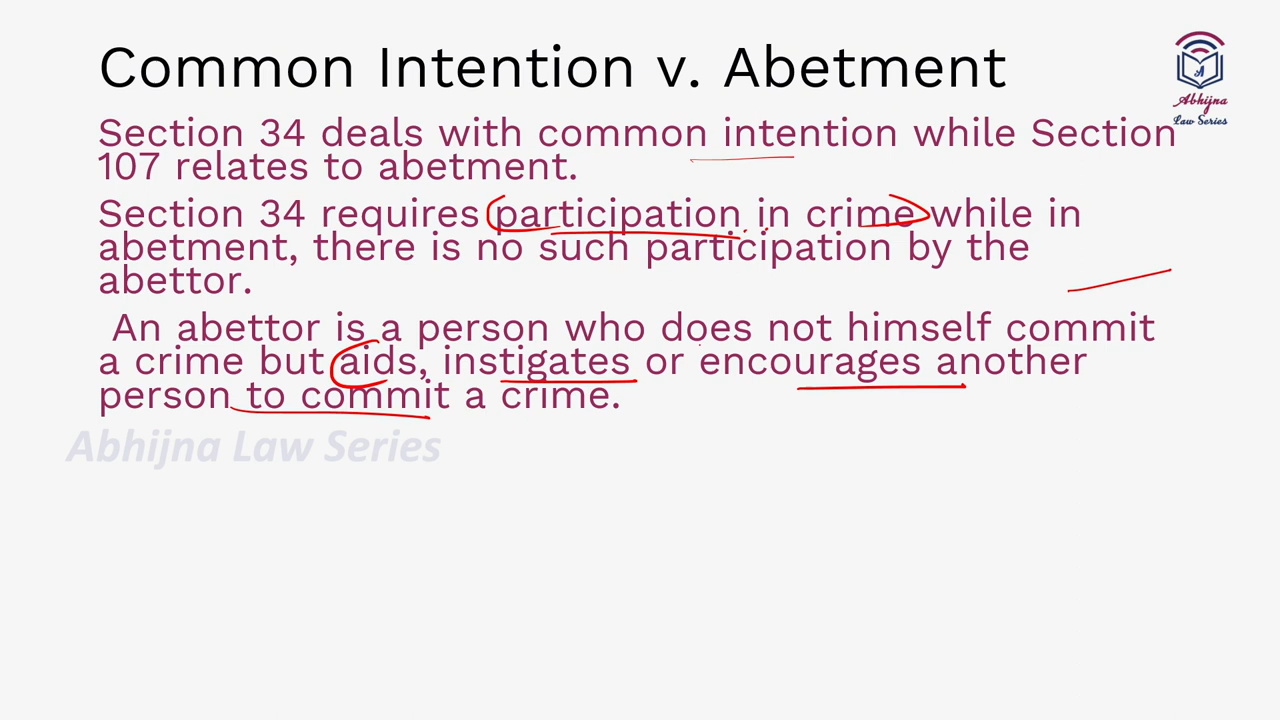 Common Intention v. Abetment
A
Abhijna
Law Series
Section 34 deals with common intention while Section
107 relates to abetment.
Section 34 requires participation in crime while in
abetment, there is no such participation by the
abettor.
An abettor is a person who does not himself commit
a crime but aids, instigates or encourages another
person to commit a crime.
Abhijna Law Series